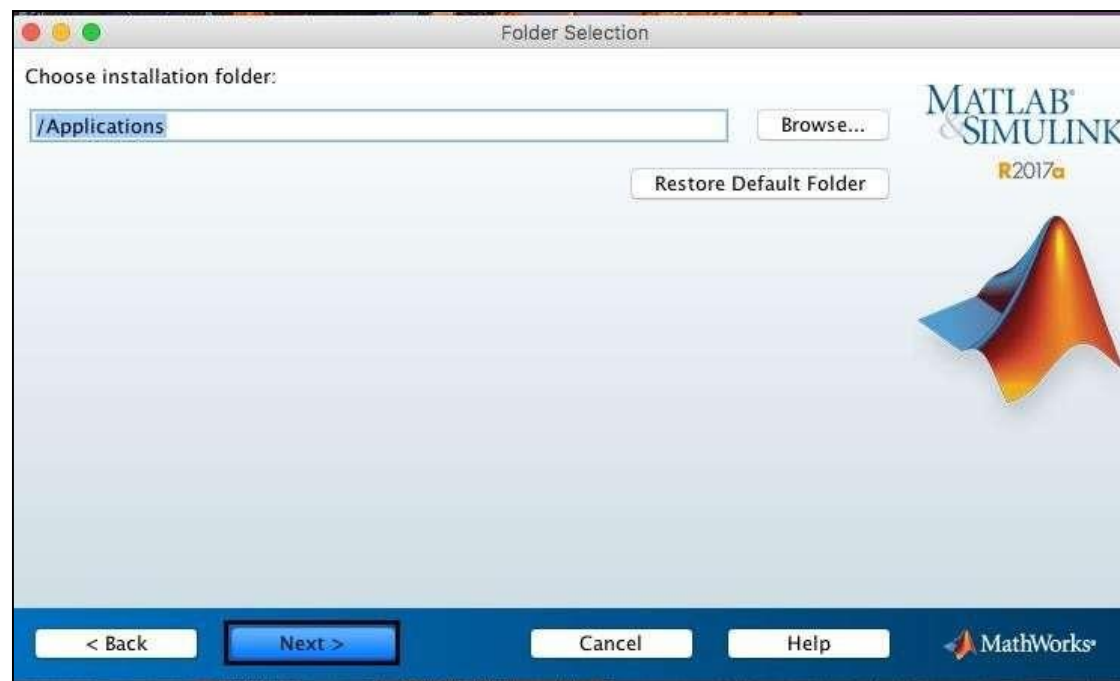 Folder Selection
Choose installation folder:
/Applications
Browse...
Restore Default Folder
MATLAB®
&SIMULINK
R2017a
< Back
Next >
Cancel
Help
MathWorks®